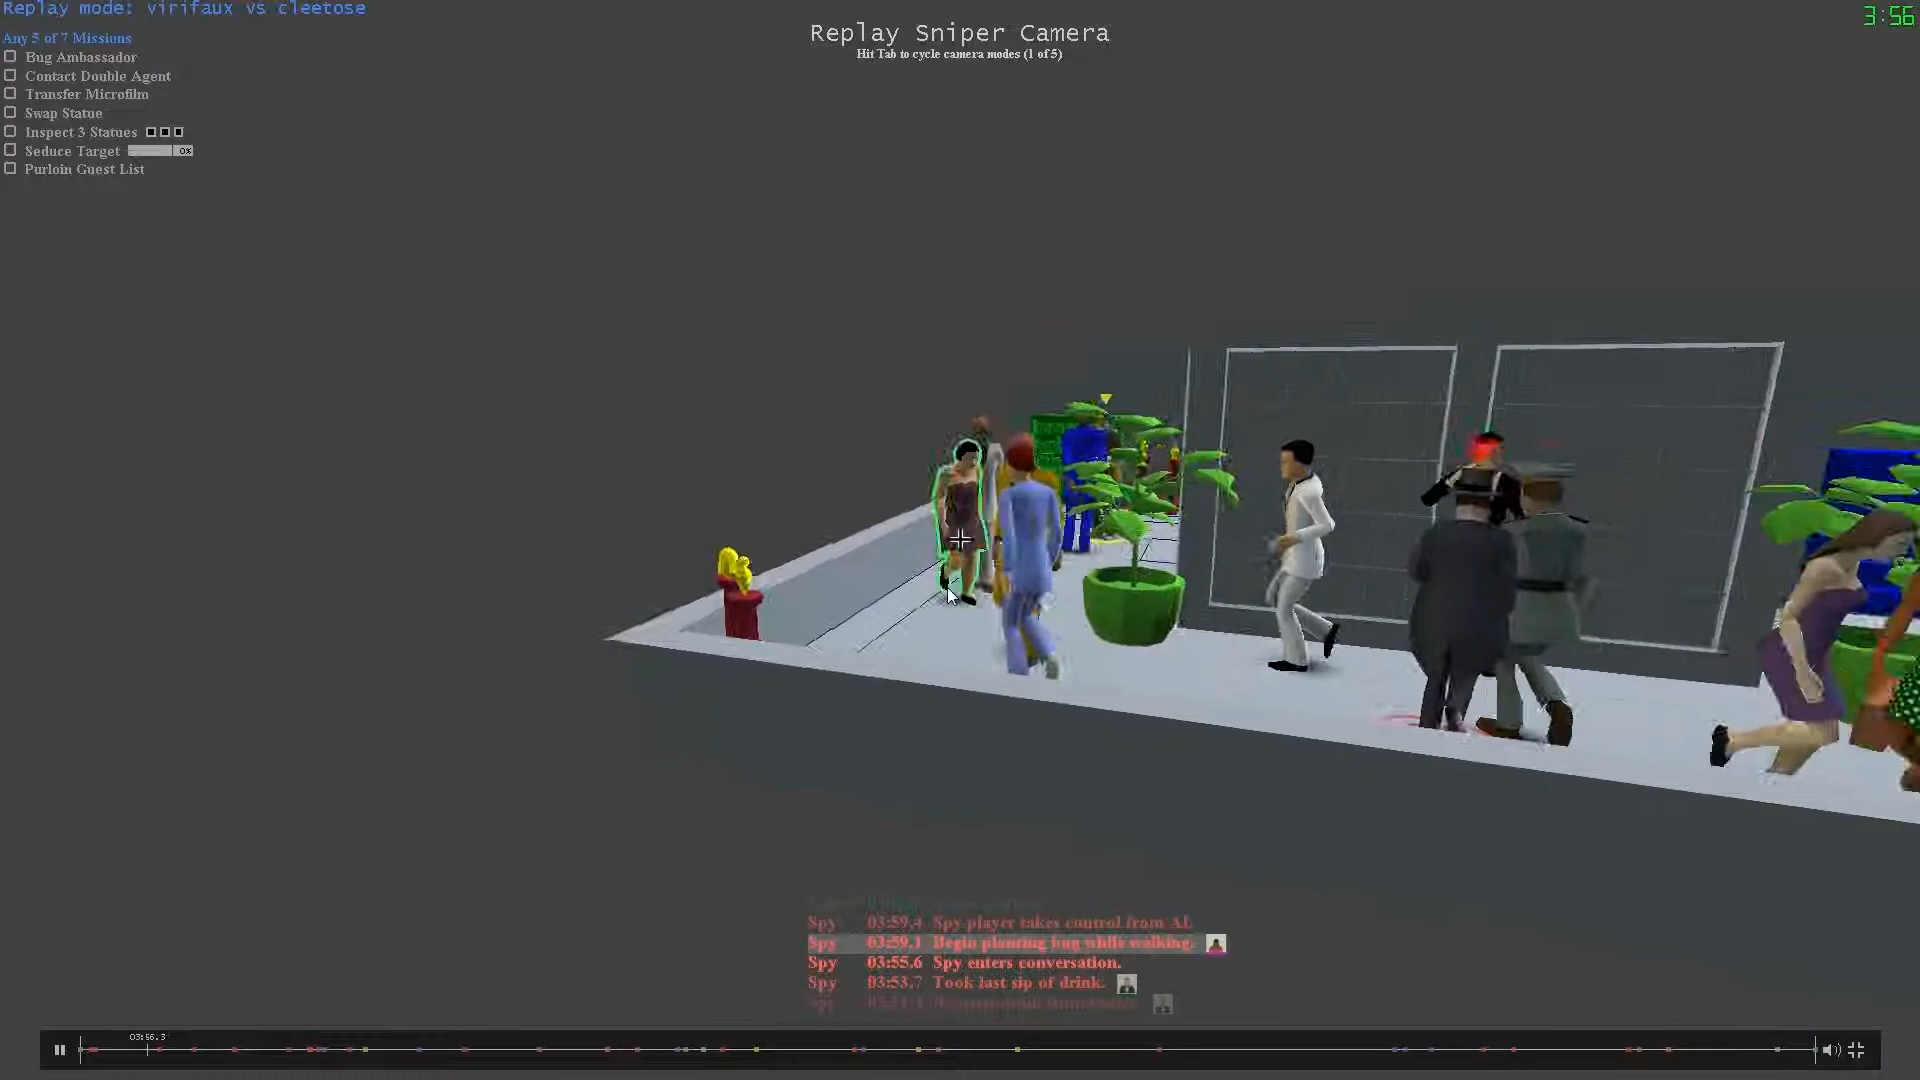 Replay mode: virifaux vs cleetose
3:56
Replay Sniper Camera
Hit Tab to cycle camera modes (1 of 5)
Any 5 of 7 Missions
Bug Ambassador
Contact Double Agent
Transfer Microfilm
Swap Statue
Inspect 3 Statues
Seduce Target 0%
Purloin Guest List
Spy 03:59.4 Spy player takes control from AI.
Spy 03:59.1 Begin planting bug while walking.
Spy 03:55.6 Spy enters conversation.
Spy 03:53.7 Took last sip of drink.
Spy
03:56.3